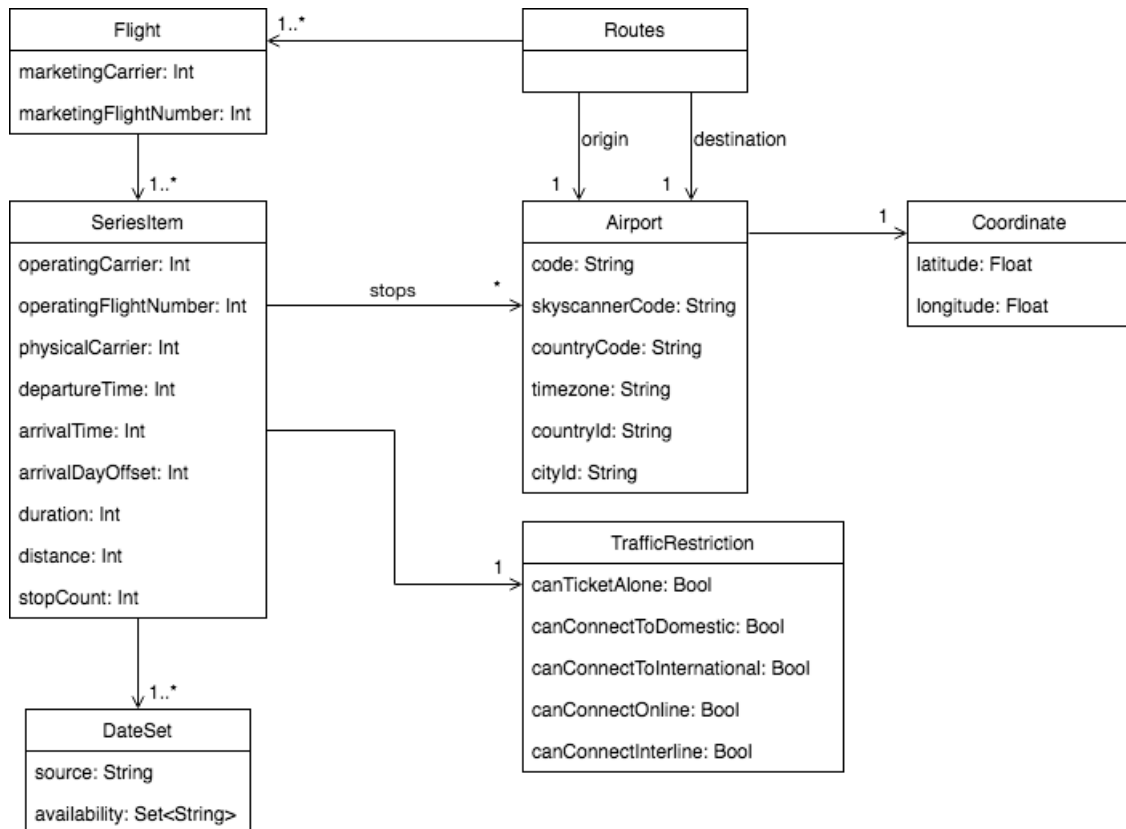 Flight
marketingCarrier: Int
marketingFlightNumber: Int
1..*
Routes
origin
destination
1..*
1
1
SeriesItem
operatingCarrier: Int
operatingFlightNumber: Int
physicalCarrier: Int
departureTime: Int
arrivalTime: Int
arrivalDayOffset: Int
duration: Int
distance: Int
stopCount: Int
stops
*
Airport
code: String
skyscannerCode: String
countryCode: String
timezone: String
countryId: String
cityId: String
1
Coordinate
latitude: Float
longitude: Float
1
TrafficRestriction
canTicketAlone: Bool
canConnectToDomestic: Bool
canConnectToInternational: Bool
canConnectOnline: Bool
canConnectInterline: Bool
1..*
DateSet
source: String
availability: Set<String>